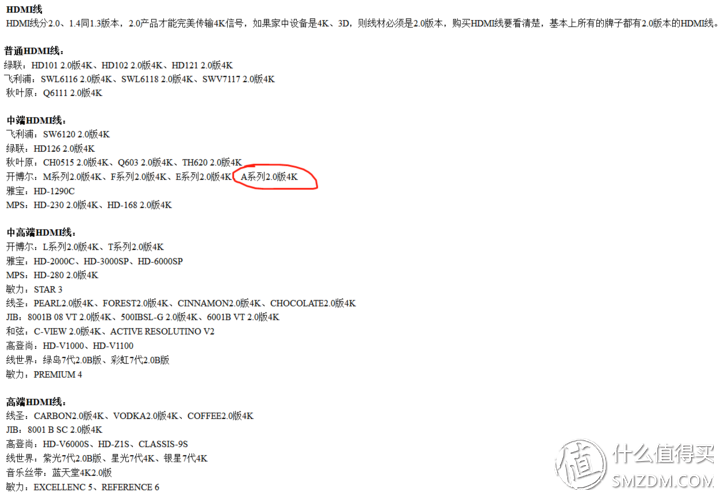 HDMI线
HDMI线分2.0、1.4同1.3版本，2.0产品才能完美传输4K信号，如果家中设备是4K、3D，则线材必须是2.0版本，购买HDMI线要看清楚，基本上所有的牌子都有2.0版本的HDMI线。
普通HDMI线：
绿联：HD101 2.0版4K、HD102 2.0版4K、HD121 2.0版4K
飞利浦：SWL6116 2.0版4K、SWL6118 2.0版4K、SWV7117 2.0版4K
秋叶原：Q6111 2.0版4K
中端HDMI线：
飞利浦：SW6120 2.0版4K
绿联：HD126 2.0版4K
秋叶原：CH0515 2.0版4K、Q603 2.0版4K、TH620 2.0版4K
开博尔：M系列2.0版4K、F系列2.0版4K、E系列2.0版4K、A系列2.0版4K
雅宝：HD-1290C
MPS：HD-230 2.0版4K、HD-168 2.0版4K
中高端HDMI线：
开博尔：L系列2.0版4K、T系列2.0版4K
雅宝：HD-2000C、HD-3000SP、HD-6000SP
MPS：HD-280 2.0版4K
敏力：STAR 3
线圣：PEARL2.0版4K、FOREST2.0版4K、CINNAMON2.0版4K、CHOCOLATE2.0版4K
JIB：8001B 08 VT 2.0版4K、500IBSL-G 2.0版4K、6001B VT 2.0版4K
和弦：C-VIEW 2.0版4K、ACTIVE RESOLUTINO V2
高登尚：HD-V1000、HD-V1100
线世界：绿岛7代2.0B版、彩虹7代2.0B版
敏力：PREMIUM 4
高端HDMI线：
线圣：CARBON2.0版4K、VODKA2.0版4K、COFFEE2.0版4K
JIB：8001 B SC 2.0版4K
高登尚：HD-V6000S、HD-Z1S、CLASSIS-9S
线世界：紫光7代2.0B版、星光7代4K、银星7代4K
音乐丝带：蓝天堂4K2.0版
敏力：EXCELLENC 5、REFERENCE 6
值 什么值得买
SMZDM.COM